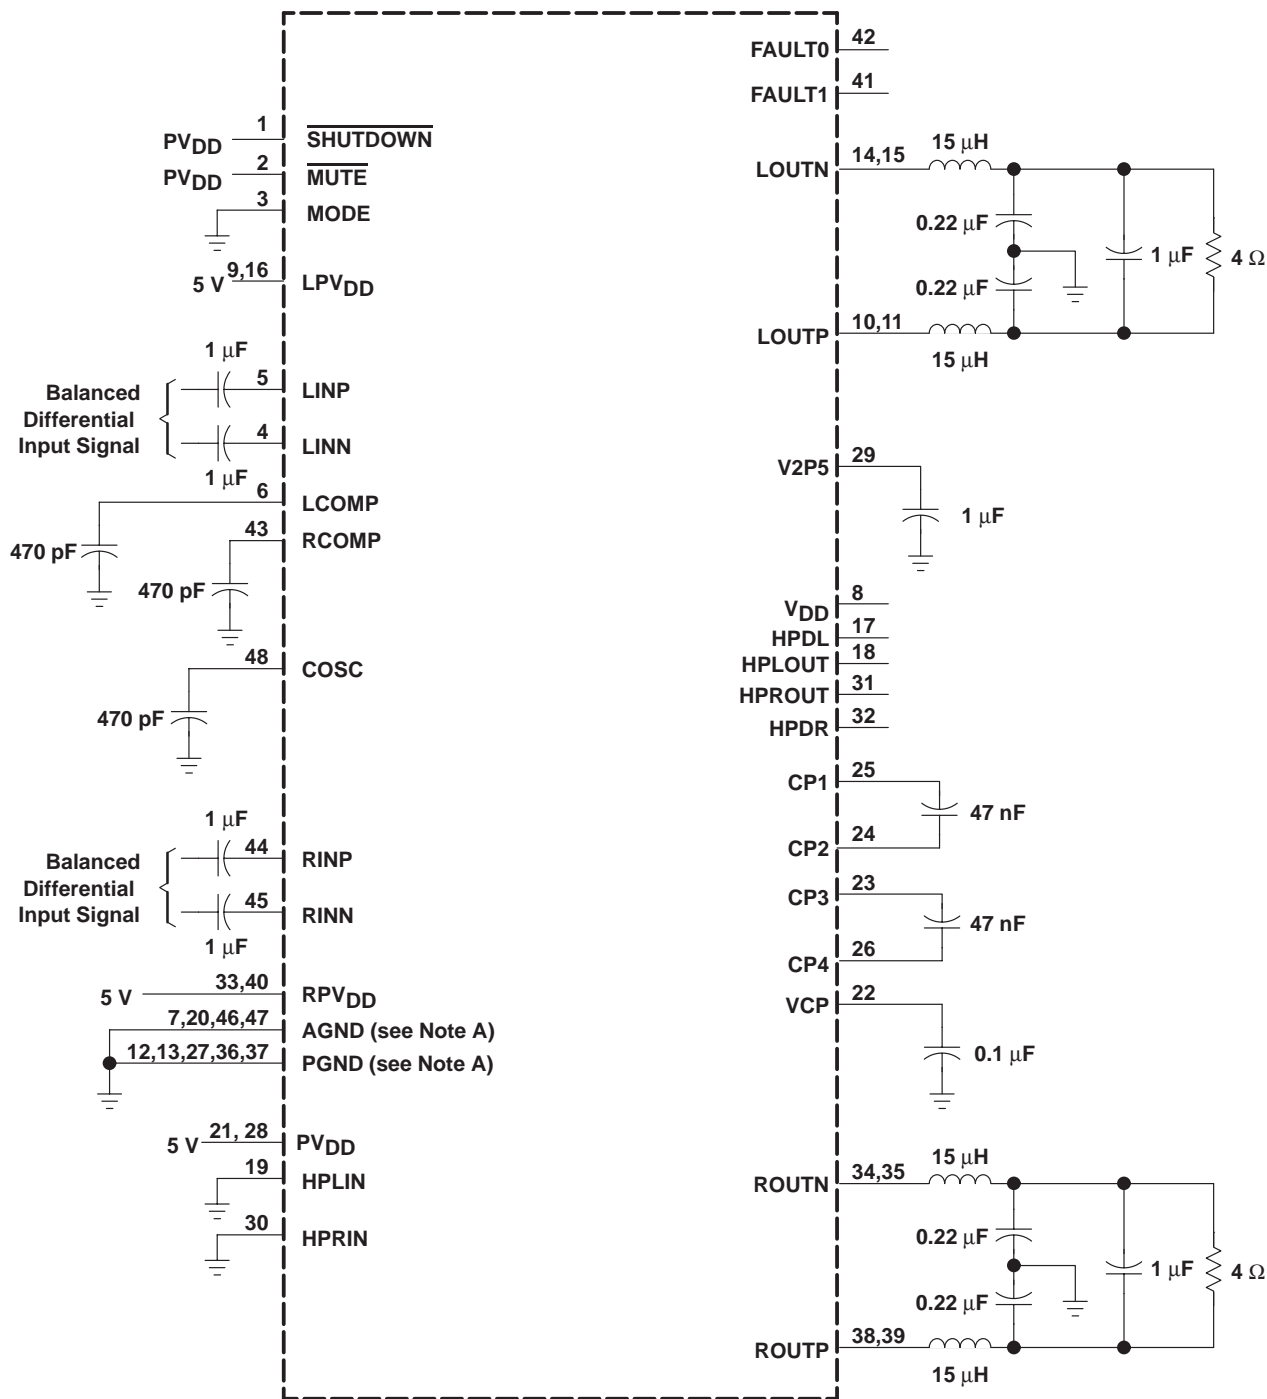 FAULT0
42
FAULT1
41
PVDD
1
SHUTDOWN
PVDD
2
MUTE
3
MODE
5 V
9,16
LPVDD
LOUTN
14,15
15 μH
0.22 μF
0.22 μF
1 μF
4 Ω
LOUTP
10,11
15 μH
Balanced
Differential
Input Signal
1 μF
5
LINP
4
LINN
1 μF
6
LCOMP
470 pF
43
RCOMP
470 pF
V2P5
29
1 μF
48
COSC
470 pF
VDD
8
HPDL
17
HPLOUT
18
HPROUT
31
HPDR
32
CP1
25
47 nF
CP2
24
CP3
23
47 nF
CP4
26
VCP
22
0.1 μF
Balanced
Differential
Input Signal
1 μF
44
RINP
45
RINN
1 μF
5 V
33,40
RPVDD
7,20,46,47
AGND (see Note A)
12,13,27,36,37
PGND (see Note A)
5 V
21, 28
PVDD
19
HPLIN
30
HPRIN
ROUTN
34,35
15 μH
0.22 μF
0.22 μF
1 μF
4 Ω
ROUTP
38,39
15 μH